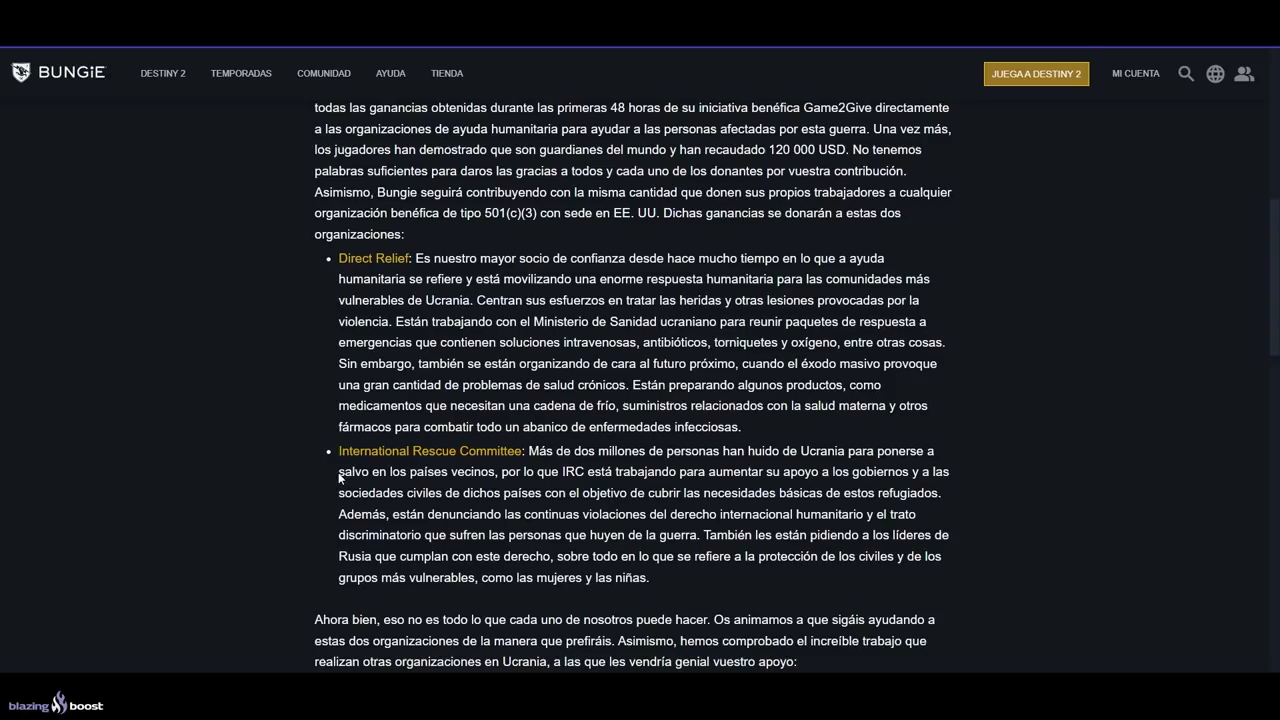 BUNGiE
DESTINY 2 TEMPORADAS COMUNIDAD AYUDA TIENDA JUEGA A DESTINY 2 MI CUENTA
todas las ganancias obtenidas durante las primeras 48 horas de su iniciativa benéfica Game2Give directamente
a las organizaciones de ayuda humanitaria para ayudar a las personas afectadas por esta guerra. Una vez más,
los jugadores han demostrado que son guardianes del mundo y han recaudado 120 000 USD. No tenemos
palabras suficientes para daros las gracias a todos y cada uno de los donantes por vuestra contribución.
Asimismo, Bungie seguirá contribuyendo con la misma cantidad que donen sus propios trabajadores a cualquier
organización benéfica de tipo 501(c)(3) con sede en EE. UU. Dichas ganancias se donarán a estas dos
organizaciones:
• Direct Relief: Es nuestro mayor socio de confianza desde hace mucho tiempo en lo que a ayuda
humanitaria se refiere y está movilizando una enorme respuesta humanitaria para las comunidades más
vulnerables de Ucrania. Centran sus esfuerzos en tratar las heridas y otras lesiones provocadas por la
violencia. Están trabajando con el Ministerio de Sanidad ucraniano para reunir paquetes de respuesta a
emergencias que contienen soluciones intravenosas, antibióticos, torniquetes y oxígeno, entre otras cosas.
Sin embargo, también se están organizando de cara al futuro próximo, cuando el éxodo masivo provoque
una gran cantidad de problemas de salud crónicos. Están preparando algunos productos, como
medicamentos que necesitan una cadena de frío, suministros relacionados con la salud materna y otros
fármacos para combatir todo un abanico de enfermedades infecciosas.
• International Rescue Committee: Más de dos millones de personas han huido de Ucrania para ponerse a
salvo en los países vecinos, por lo que IRC está trabajando para aumentar su apoyo a los gobiernos y a las
sociedades civiles de dichos países con el objetivo de cubrir las necesidades básicas de estos refugiados.
Además, están denunciando las continuas violaciones del derecho internacional humanitario y el trato
discriminatorio que sufren las personas que huyen de la guerra. También les están pidiendo a los líderes de
Rusia que cumplan con este derecho, sobre todo en lo que se refiere a la protección de los civiles y de los
grupos más vulnerables, como las mujeres y las niñas.
Ahora bien, eso no es todo lo que cada uno de nosotros puede hacer. Os animamos a que sigáis ayudando a
estas dos organizaciones de la manera que prefiráis. Asimismo, hemos comprobado el increíble trabajo que
realizan otras organizaciones en Ucrania, a las que les vendría genial vuestro apoyo:
blazing boost